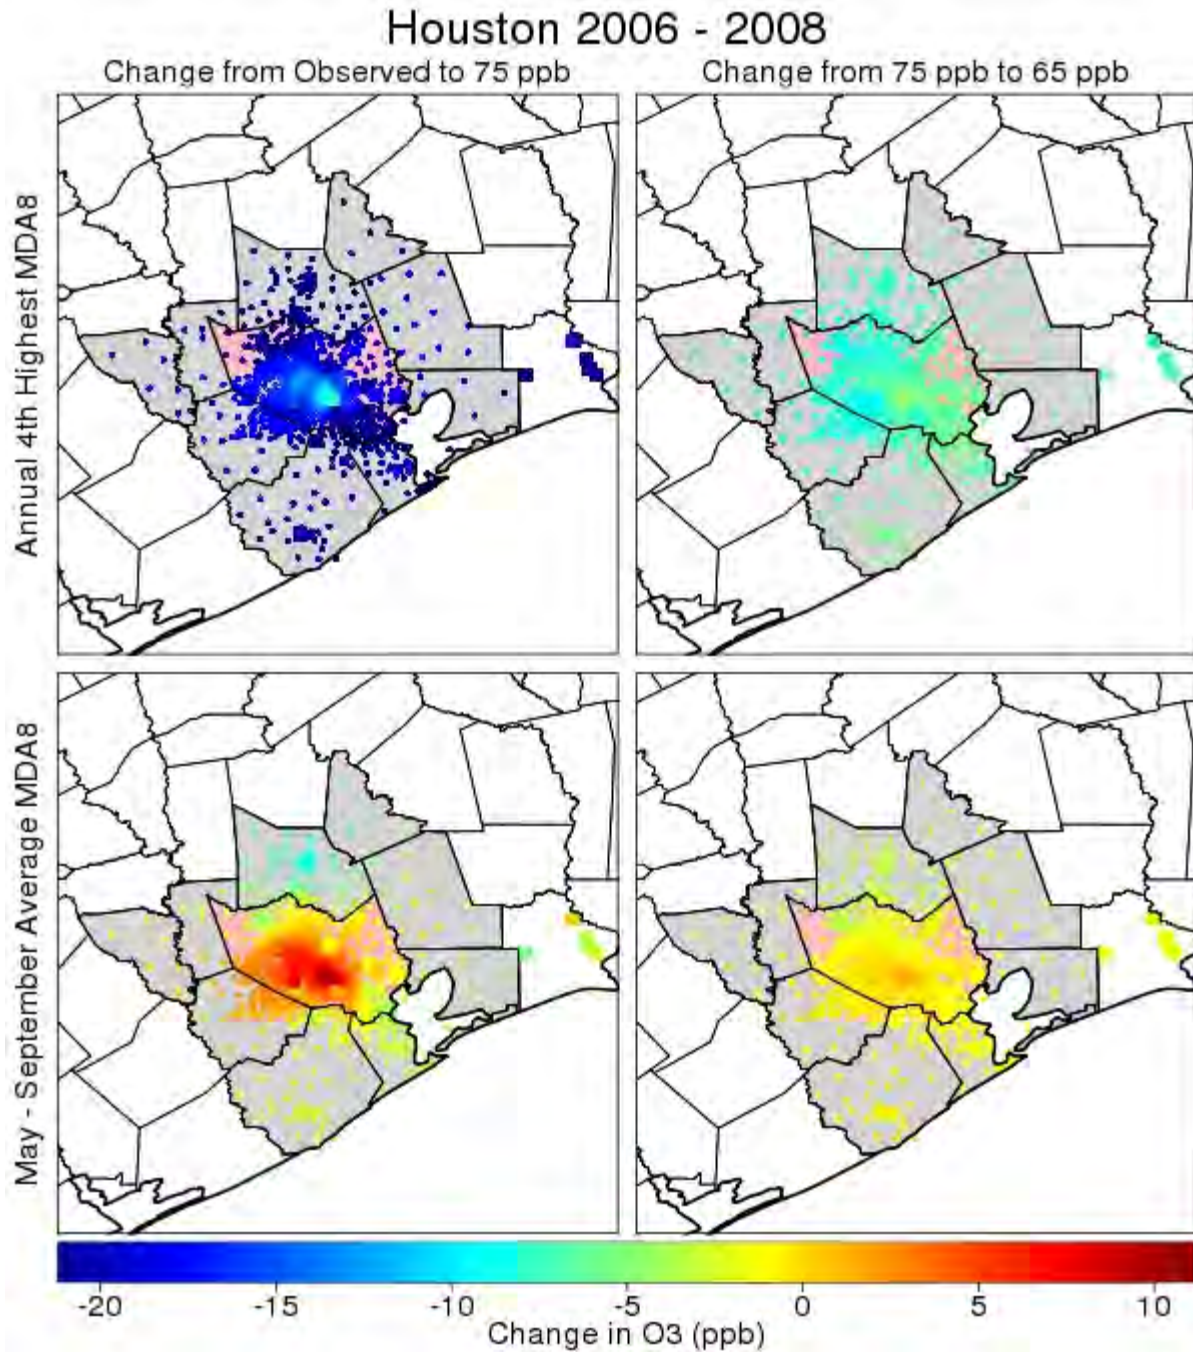 Houston 2006 - 2008
Change from Observed to 75 ppb
Change from 75 ppb to 65 ppb
Annual 4th Highest MDA8
May - September Average MDA8
-20 -15 -10 -5 0 5 10
Change in O3 (ppb)